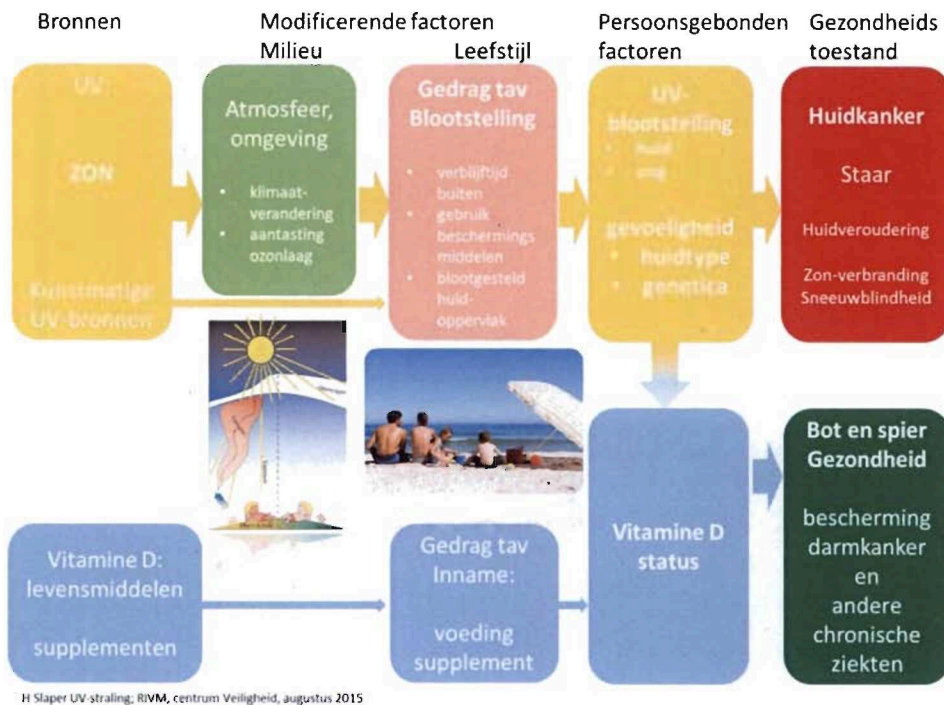 Bronnen
Modificerende factoren
Milieu
Leefstijl
Persoonsgebonden
factoren
Gezondheids
toestand
UV:
ZON
Kunstmatige
UV-bronnen
Atmosfeer,
omgeving
• klimaat-
verandering
• aantasting
ozonlaag
Gedrag tav
Blootstelling
• verblijftijd
buiten
• gebruik
beschermings
middelen
• blootgesteld
huid-
oppervlak
UV-
blootstelling
• huid
• oog
gevoeligheid
• huidtype
• genetica
Huidkanker
Staar
Huidveroudering
Zon-verbranding
Sneeuwblindheid
Vitamine D:
levensmiddelen
supplementen
Gedrag tav
Inname:
voeding
supplement
Vitamine D
status
Bot en spier
Gezondheid
bescherming
darmkanker
en
andere
chronische
ziekten
H Slaper UV-straling; RIVM, centrum Veiligheid, augustus 2015